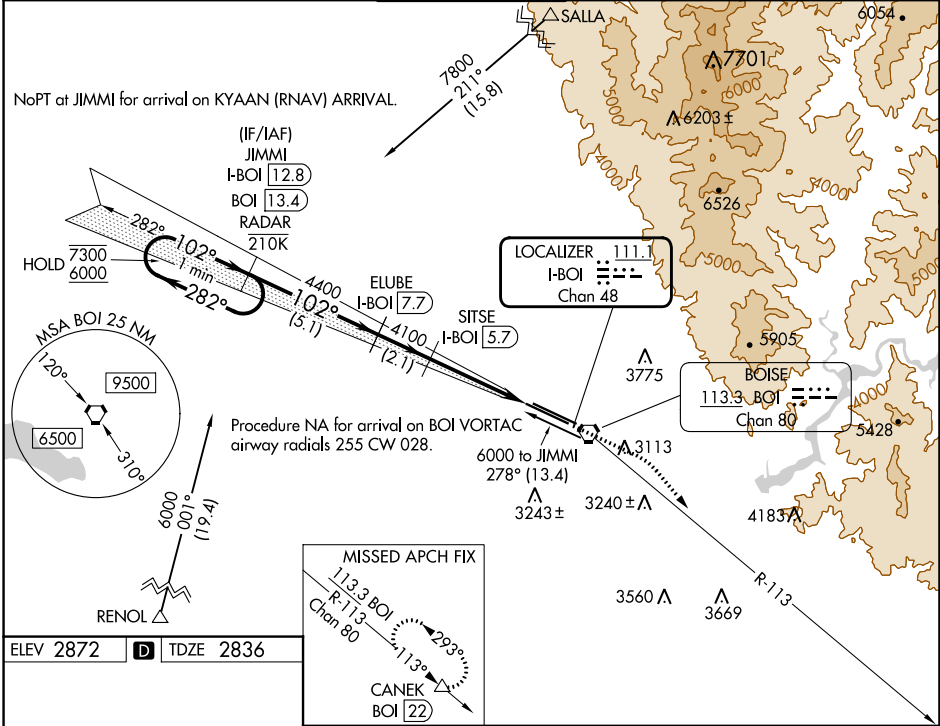 SALLA
6054
7701
6000
7800
211°
(15.8)
NoPT at JIMMI for arrival on KYAAN (RNAV) ARRIVAL.
5000
6203±
4000
(IF/IAF)
JIMMI
I-BOI 12.8
BOI 13.4
RADAR
210K
6526
4000
5000
282°
102°
1 min
282°
HOLD 7300
6000
4400
102°
(5.1)
ELUBE
I-BOI 7.7
4100
(2.1)
SITSE
I-BOI 5.7
LOCALIZER 111.1
I-BOI
Chan 48
5905
3775
BOISE
113.3 BOI
Chan 80
4000
5428
MSA BOI 25 NM
120°
9500
6500
310°
Procedure NA for arrival on BOI VORTAC
airway radials 255 CW 028.
6000 to JIMMI
278° (13.4)
3113
3243±
3240±
4183
6000
001°
(19.4)
RENOL
R-113
3560
3669
MISSED APCH FIX
113.3 BOI
R-113
Chan 80
293°
113°
CANEK
BOI 22
ELEV 2872 D TDZE 2836